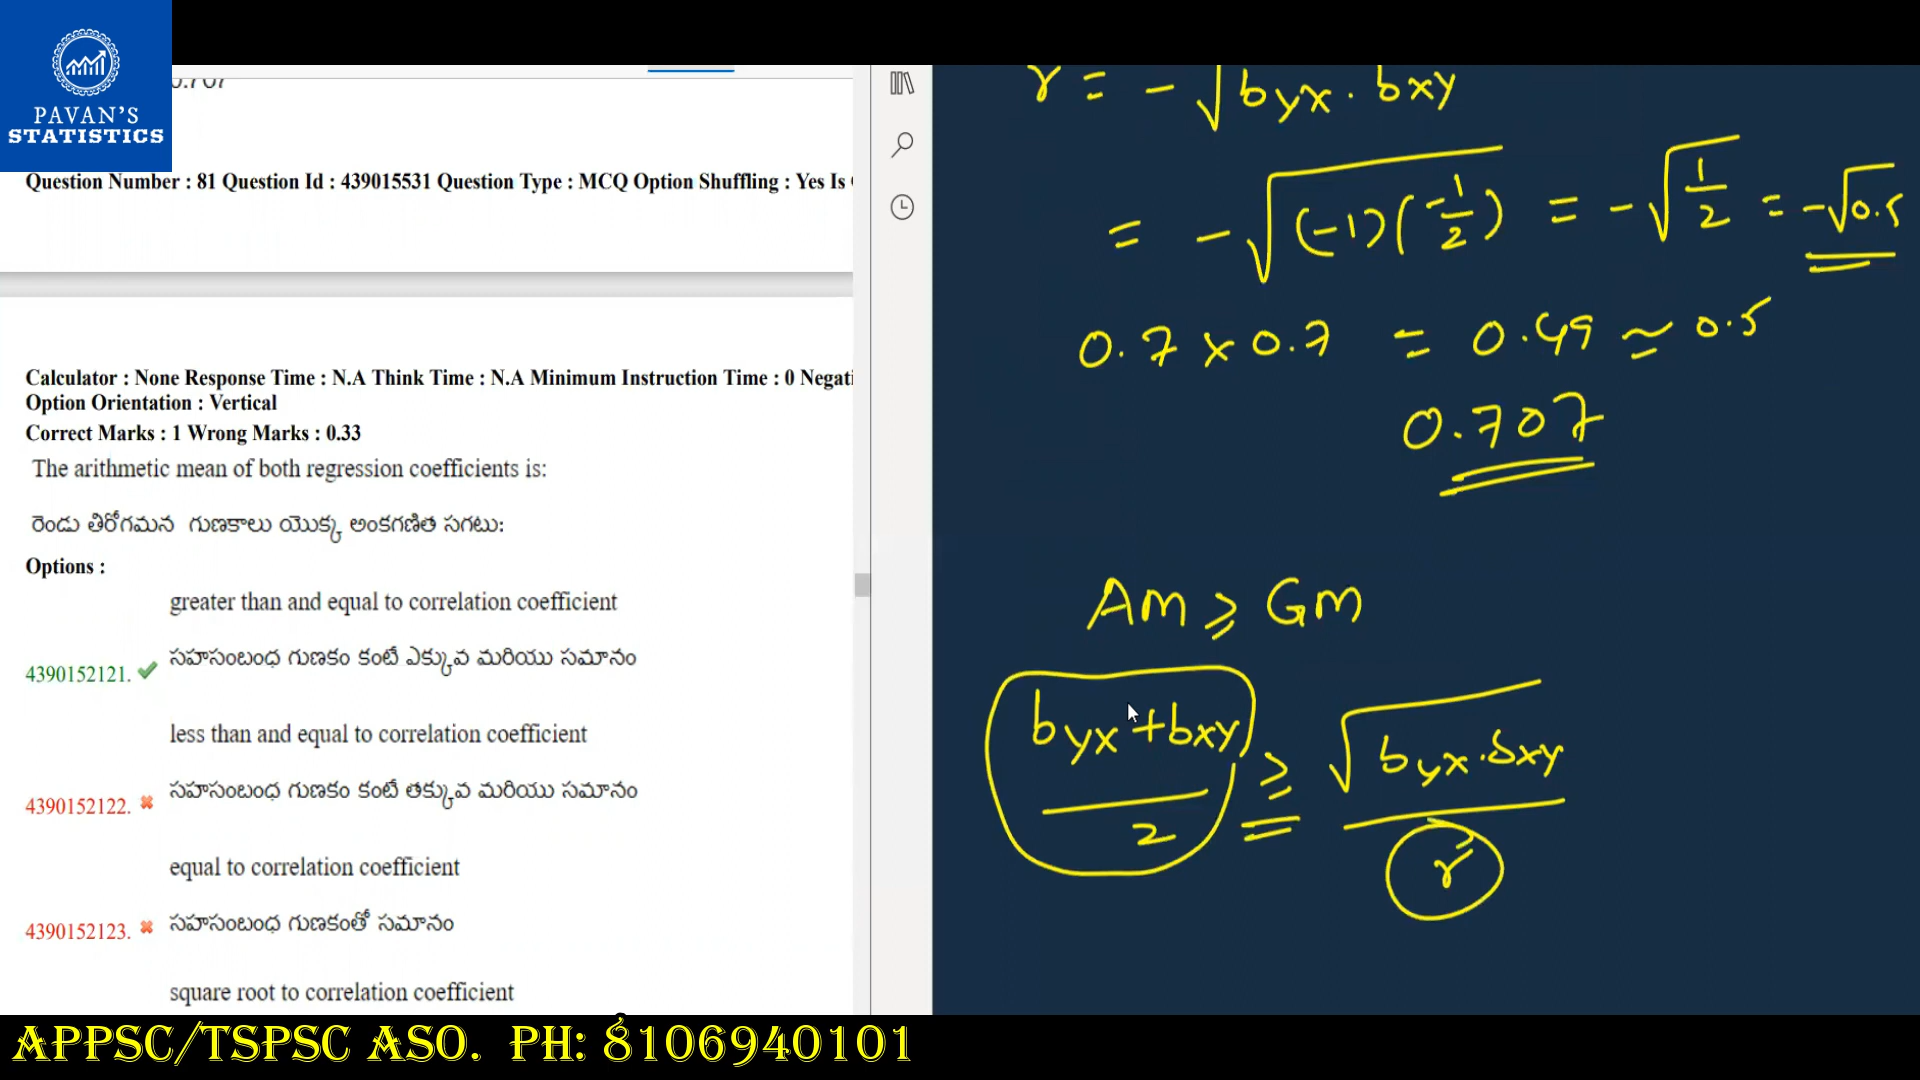 PAVAN'S
STATISTICS
0.707
Question Number : 81 Question Id : 439015531 Question Type : MCQ Option Shuffling : Yes Is
Calculator : None Response Time : N.A Think Time : N.A Minimum Instruction Time : 0 Negati
Option Orientation : Vertical
Correct Marks : 1 Wrong Marks : 0.33
The arithmetic mean of both regression coefficients is:
రెండు తిరోగమన గుణకాలు యొక్క అంకగణిత సగటు:
Options :
greater than and equal to correlation coefficient
4390152121. ✔ సహసంబంధ గుణకం కంటే ఎక్కువ మరియు సమానం
less than and equal to correlation coefficient
4390152122. ✖ సహసంబంధ గుణకం కంటే తక్కువ మరియు సమానం
equal to correlation coefficient
4390152123. ✖ సహసంబంధ గుణకంతో సమానం
square root to correlation coefficient
r = - √byx . bxy
= - √(-1)(-1/2) = - √1/2 = -√0.5
0.7 x 0.7 = 0.49 ≃ 0.5
0.707
Am ≥ Gm
byx + bxy / 2 ≥ √byx . bxy
r
APPSC/TSPSC ASO. PH: 8106940101